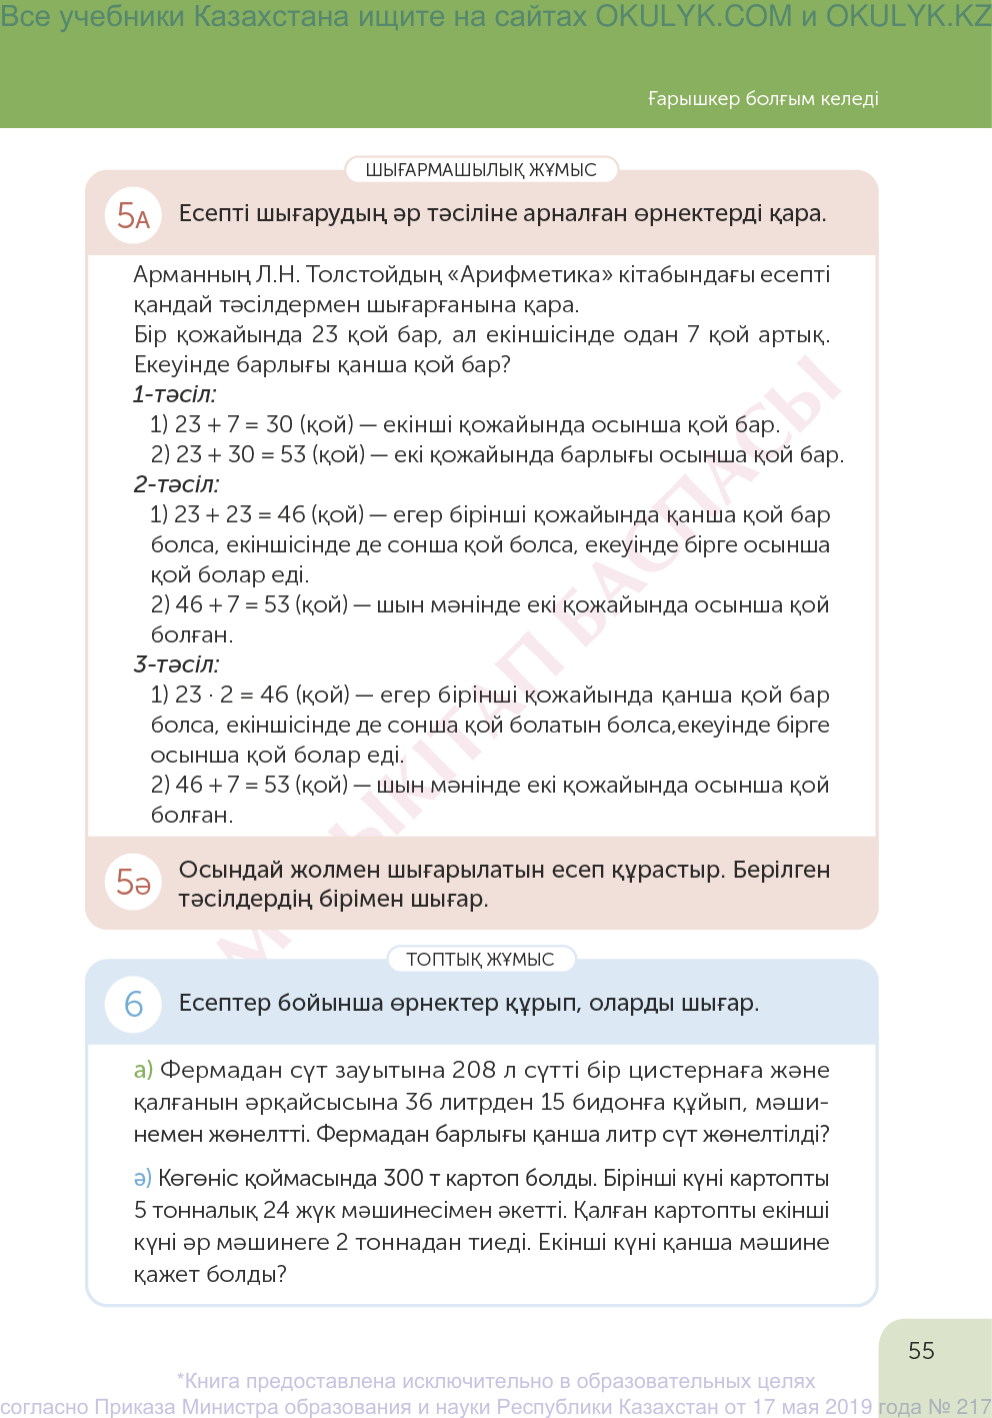 Все учебники Казахстана ищите на сайтах OKULYK.COM и OKULYK.KZ
Ғарышкер болғым келеді
ШЫҒАРМАШЫЛЫҚ ЖҰМЫС
5А Есепті шығарудың әр тәсіліне арналған өрнектерді қара.
Арманның Л.Н. Толстойдың «Арифметика» кітабындағы есепті
қандай тәсілдермен шығарғанына қара.
Бір қожайында 23 қой бар, ал екіншісінде одан 7 қой артық.
Екеуінде барлығы қанша қой бар?
1-тәсіл:
1) 23 + 7 = 30 (қой) — екінші қожайында осынша қой бар.
2) 23 + 30 = 53 (қой) — екі қожайында барлығы осынша қой бар.
2-тәсіл:
1) 23 + 23 = 46 (қой) — егер бірінші қожайында қанша қой бар
болса, екіншісінде де сонша қой болса, екеуінде бірге осынша
қой болар еді.
2) 46 + 7 = 53 (қой) — шын мәнінде екі қожайында осынша қой
болған.
3-тәсіл:
1) 23 · 2 = 46 (қой) — егер бірінші қожайында қанша қой бар
болса, екіншісінде де сонша қой болатын болса,екеуінде бірге
осынша қой болар еді.
2) 46 + 7 = 53 (қой) — шын мәнінде екі қожайында осынша қой
болған.
5ә Осындай жолмен шығарылатын есеп құрастыр. Берілген
тәсілдердің бірімен шығар.
ТОПТЫҚ ЖҰМЫС
6 Есептер бойынша өрнектер құрып, оларды шығар.
а) Фермадан сүт зауытына 208 л сүтті бір цистернаға және
қалғанын әрқайсысына 36 литрден 15 бидонға құйып, маши-
немен жөнелтті. Фермадан барлығы қанша литр сүт жөнелтілді?
ә) Көгөніс қоймасында 300 т картоп болды. Бірінші күні картопты
5 тонналық 24 жүк мәшинесімен әкетті. Қалған картопты екінші
күні әр мәшинеге 2 тоннадан тиеді. Екінші күні қанша мәшине
қажет болды?
55
*Книга предоставлена исключительно в образовательных целях
согласно Приказа Министра образования и науки Республики Казахстан от 17 мая 2019 года № 217